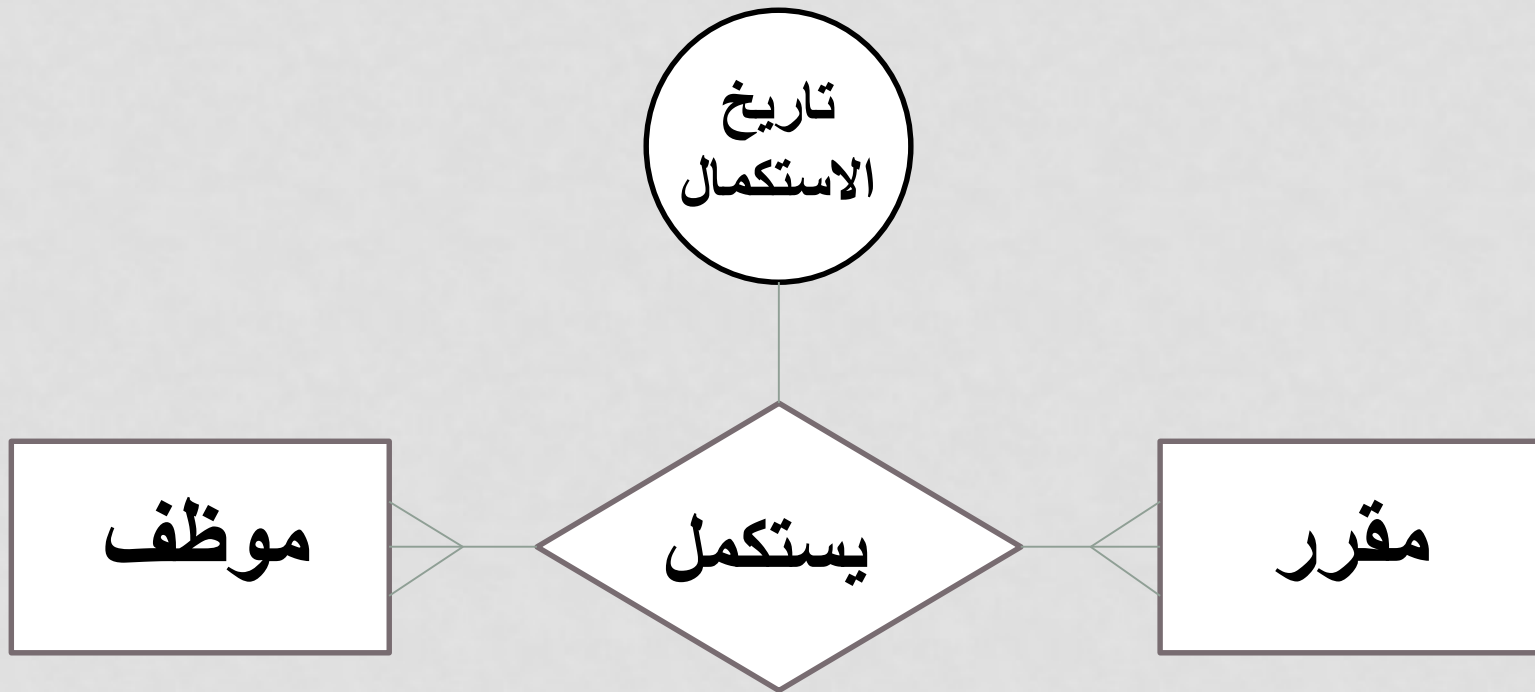 تاريخ
الاستكمال
مقرر
يستكمل
موظف